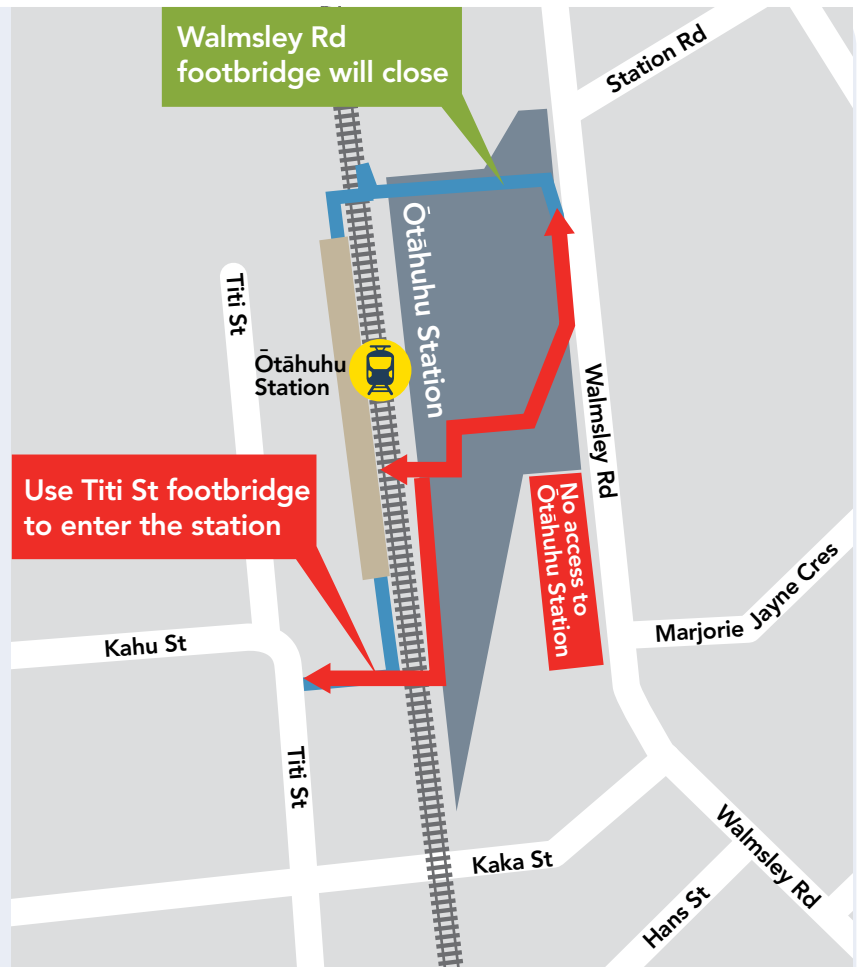 Walmsley Rd
footbridge will close
Station Rd
Ōtāhuhu Station
Titi St
Ōtāhuhu
Station
Walmsley Rd
Use Titi St footbridge
to enter the station
No access to
Ōtāhuhu Station
Marjorie Jayne Cres
Kahu St
Titi St
Kaka St
Walmsley Rd
Hans St